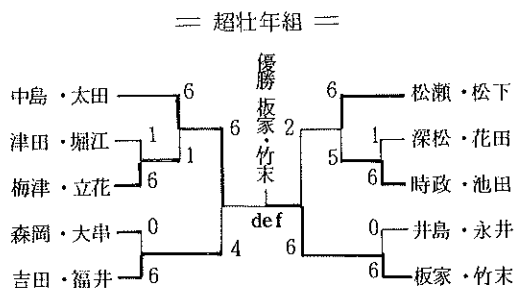 ＝ 超壮年組 ＝
優勝 板家・竹末
中島・太田 6
津田・堀江 1
梅津・立花 6
1
6
森岡・大串 0
吉田・福井 6
4
def
松瀬・松下 6
深松・花田 1
時政・池田 6
5
2
井島・永井 0
板家・竹末 6
6